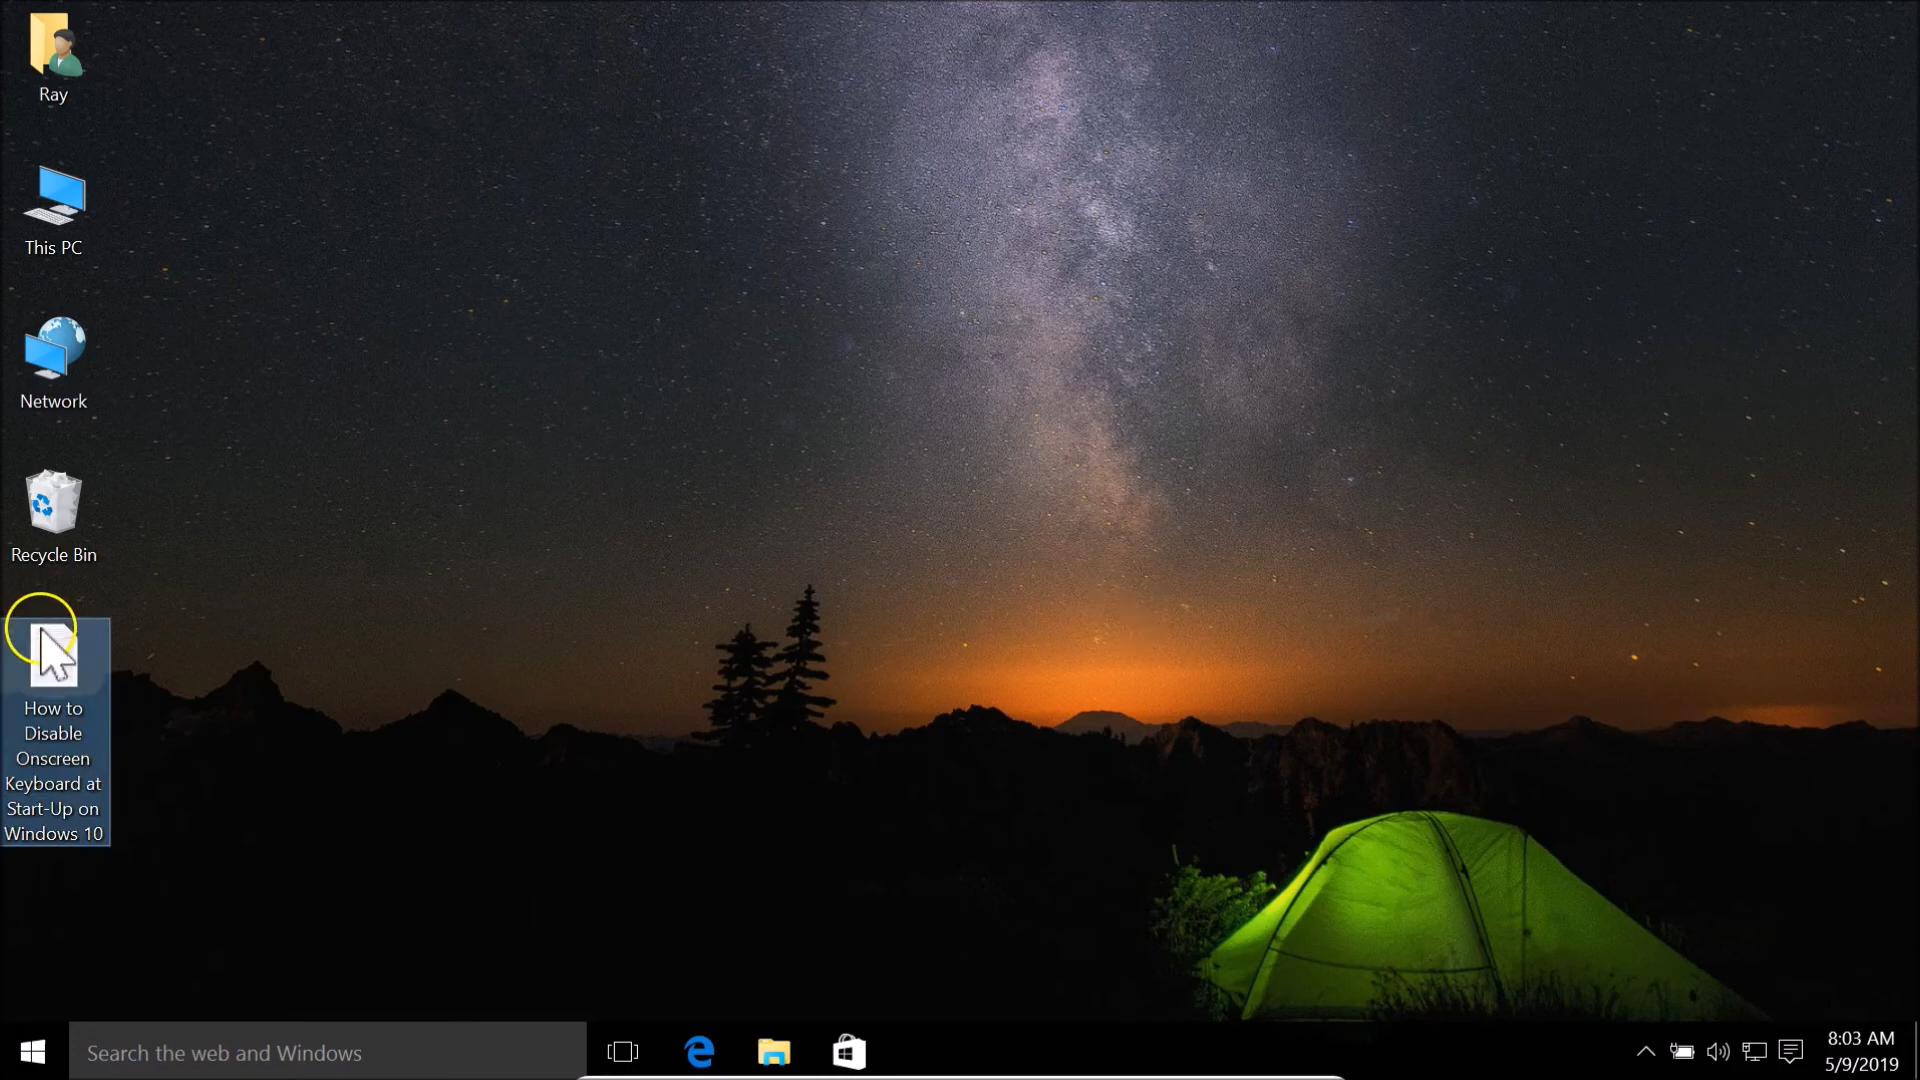 Ray
This PC
Network
Recycle Bin
How to
Disable
Onscreen
Keyboard at
Start-Up on
Windows 10
Search the web and Windows
8:03 AM
5/9/2019